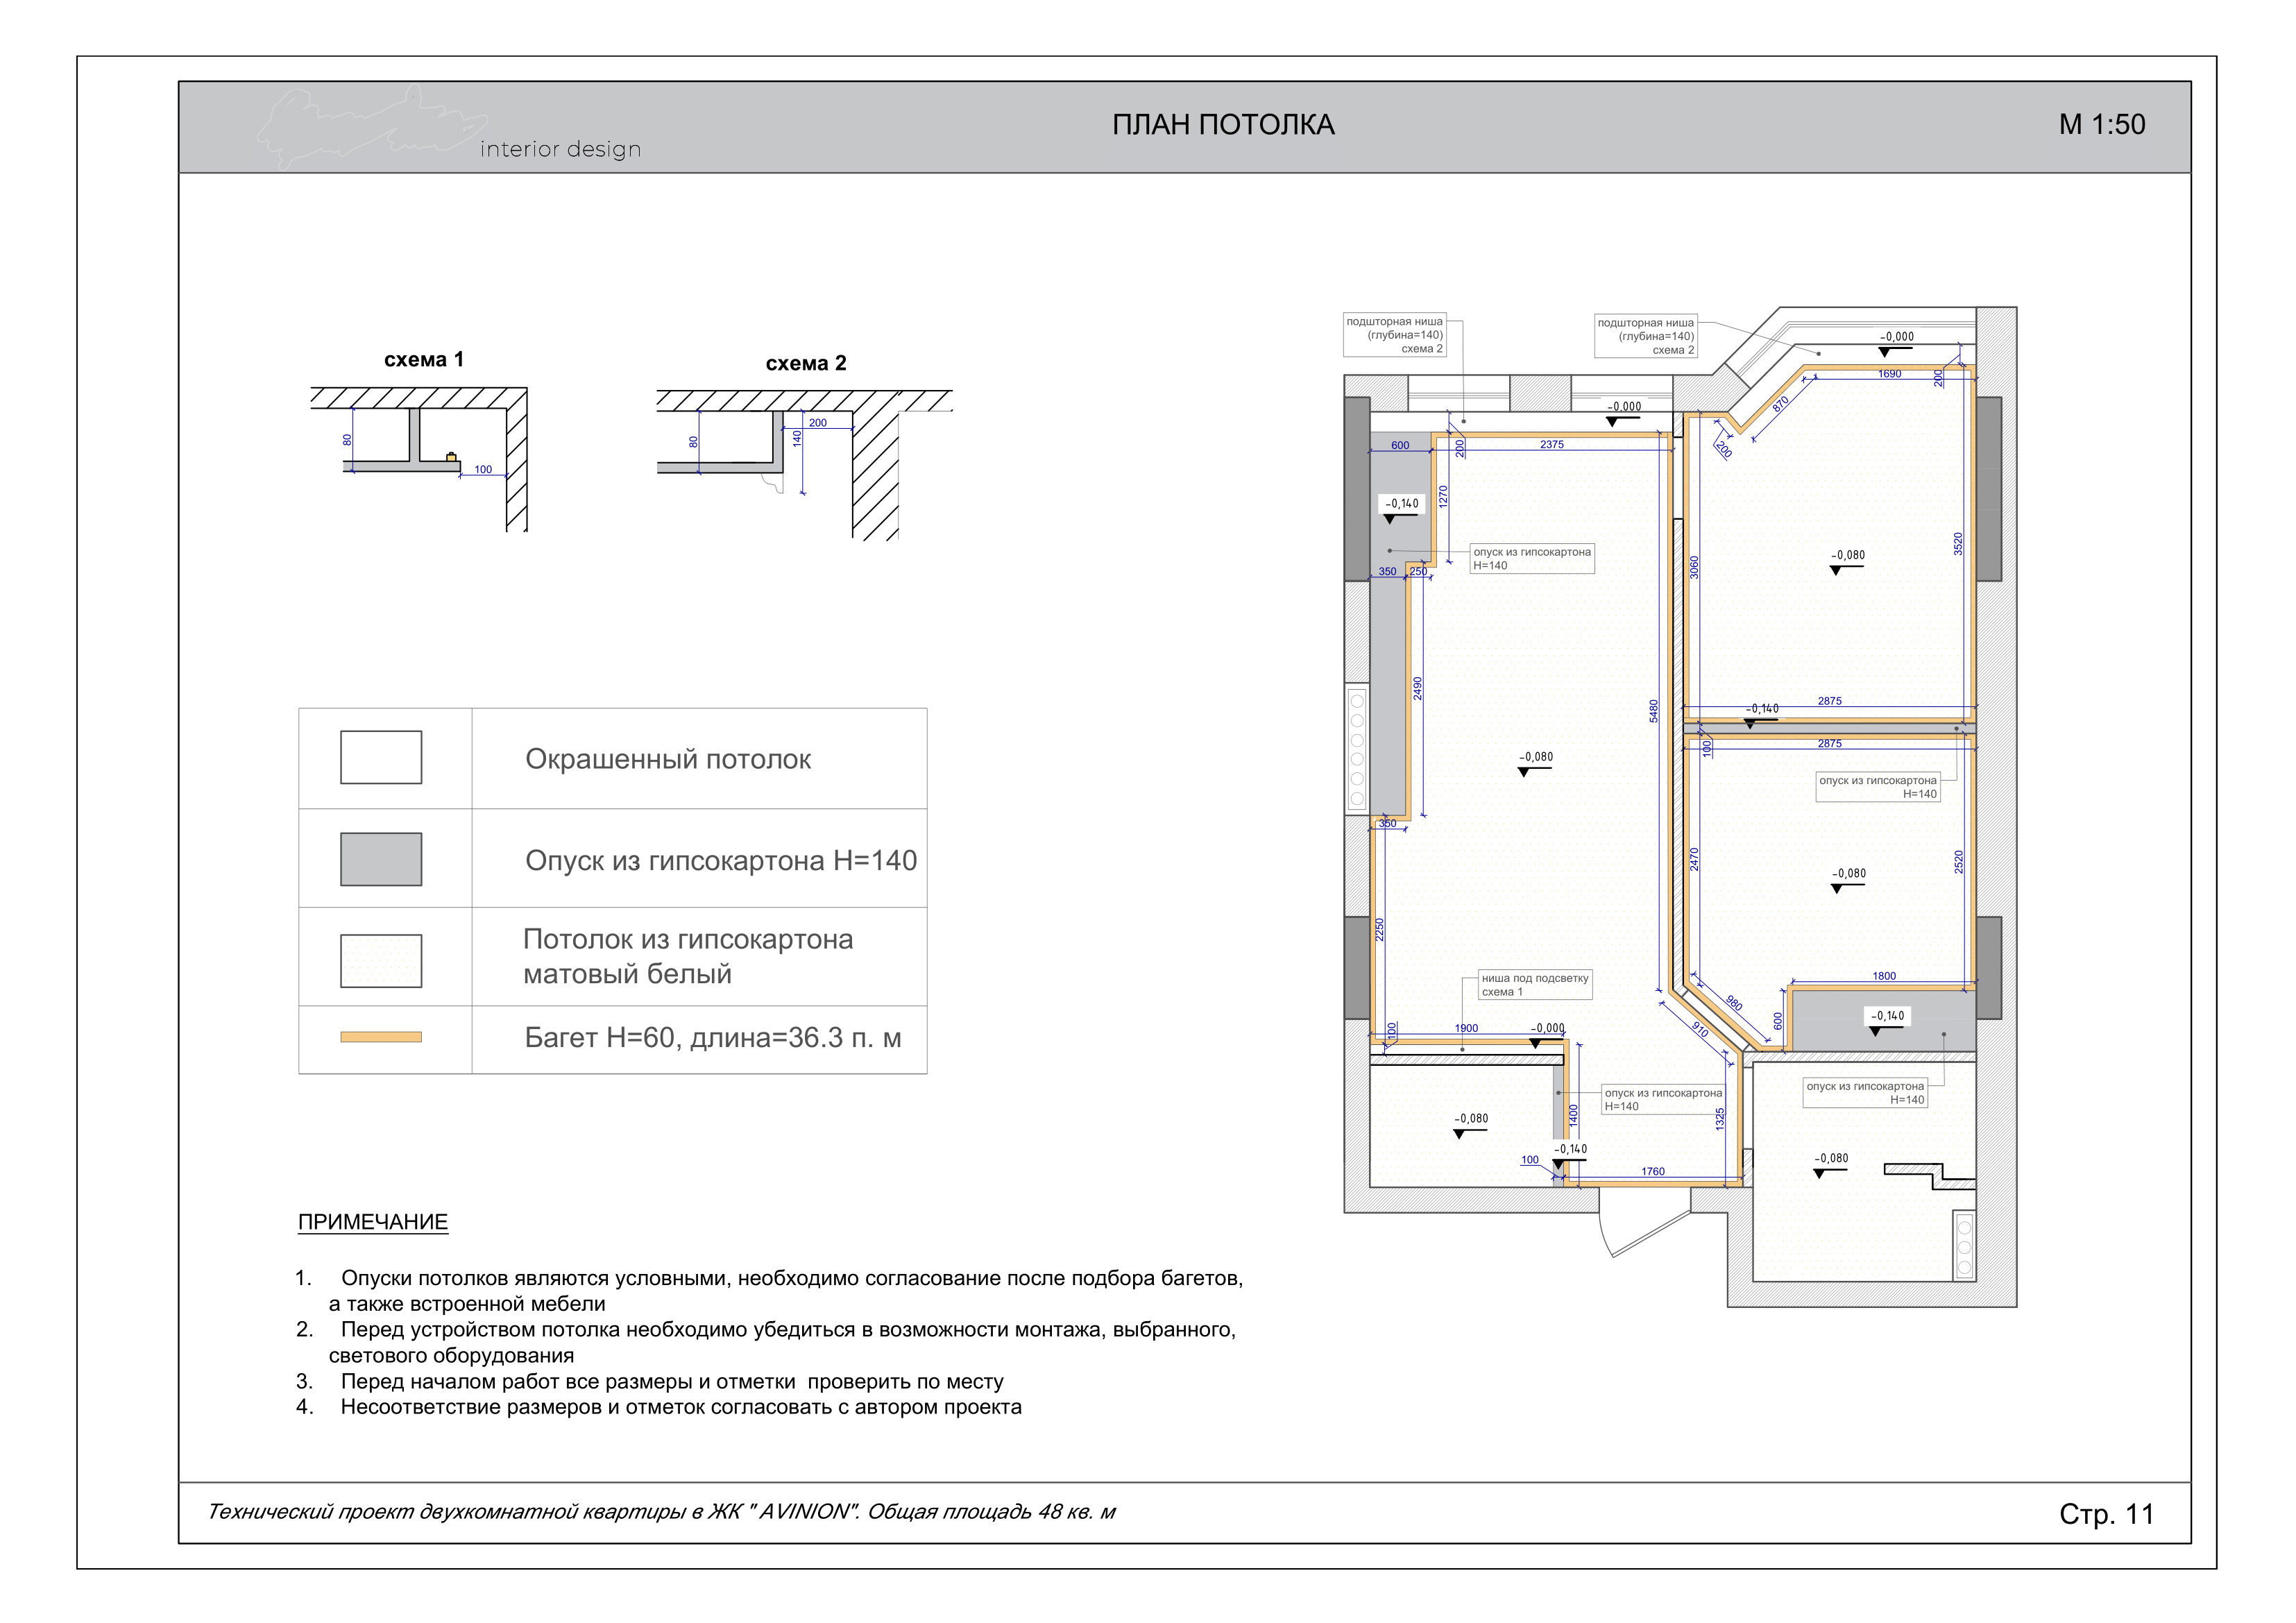 interior design
ПЛАН ПОТОЛКА
М 1:50
схема 1
80
100
схема 2
80
140
200
Окрашенный потолок
Опуск из гипсокартона Н=140
Потолок из гипсокартона
матовый белый
Багет Н=60, длина=36.3 п. м
ПРИМЕЧАНИЕ
1. Опуски потолков являются условными, необходимо согласование после подбора багетов,
а также встроенной мебели
2. Перед устройством потолка необходимо убедиться в возможности монтажа, выбранного,
светового оборудования
3. Перед началом работ все размеры и отметки проверить по месту
4. Несоответствие размеров и отметок согласовать с автором проекта
подшторная ниша
(глубина=140)
схема 2
подшторная ниша
(глубина=140)
схема 2
-0,000
1690
200
870
-0,000
200
600
200
2375
1270
-0,140
опуск из гипсокартона
Н=140
350
250
3060
-0,080
3520
2490
5480
2875
-0,140
100
2875
-0,080
опуск из гипсокартона
Н=140
350
2470
-0,080
2520
2250
ниша под подсветку
схема 1
1800
980
600
-0,140
100
1900
-0,000
910
опуск из гипсокартона
Н=140
опуск из гипсокартона
Н=140
-0,080
1400
1325
-0,140
100
1760
-0,080
Технический проект двухкомнатной квартиры в ЖК " AVINION". Общая площадь 48 кв. м
Стр. 11